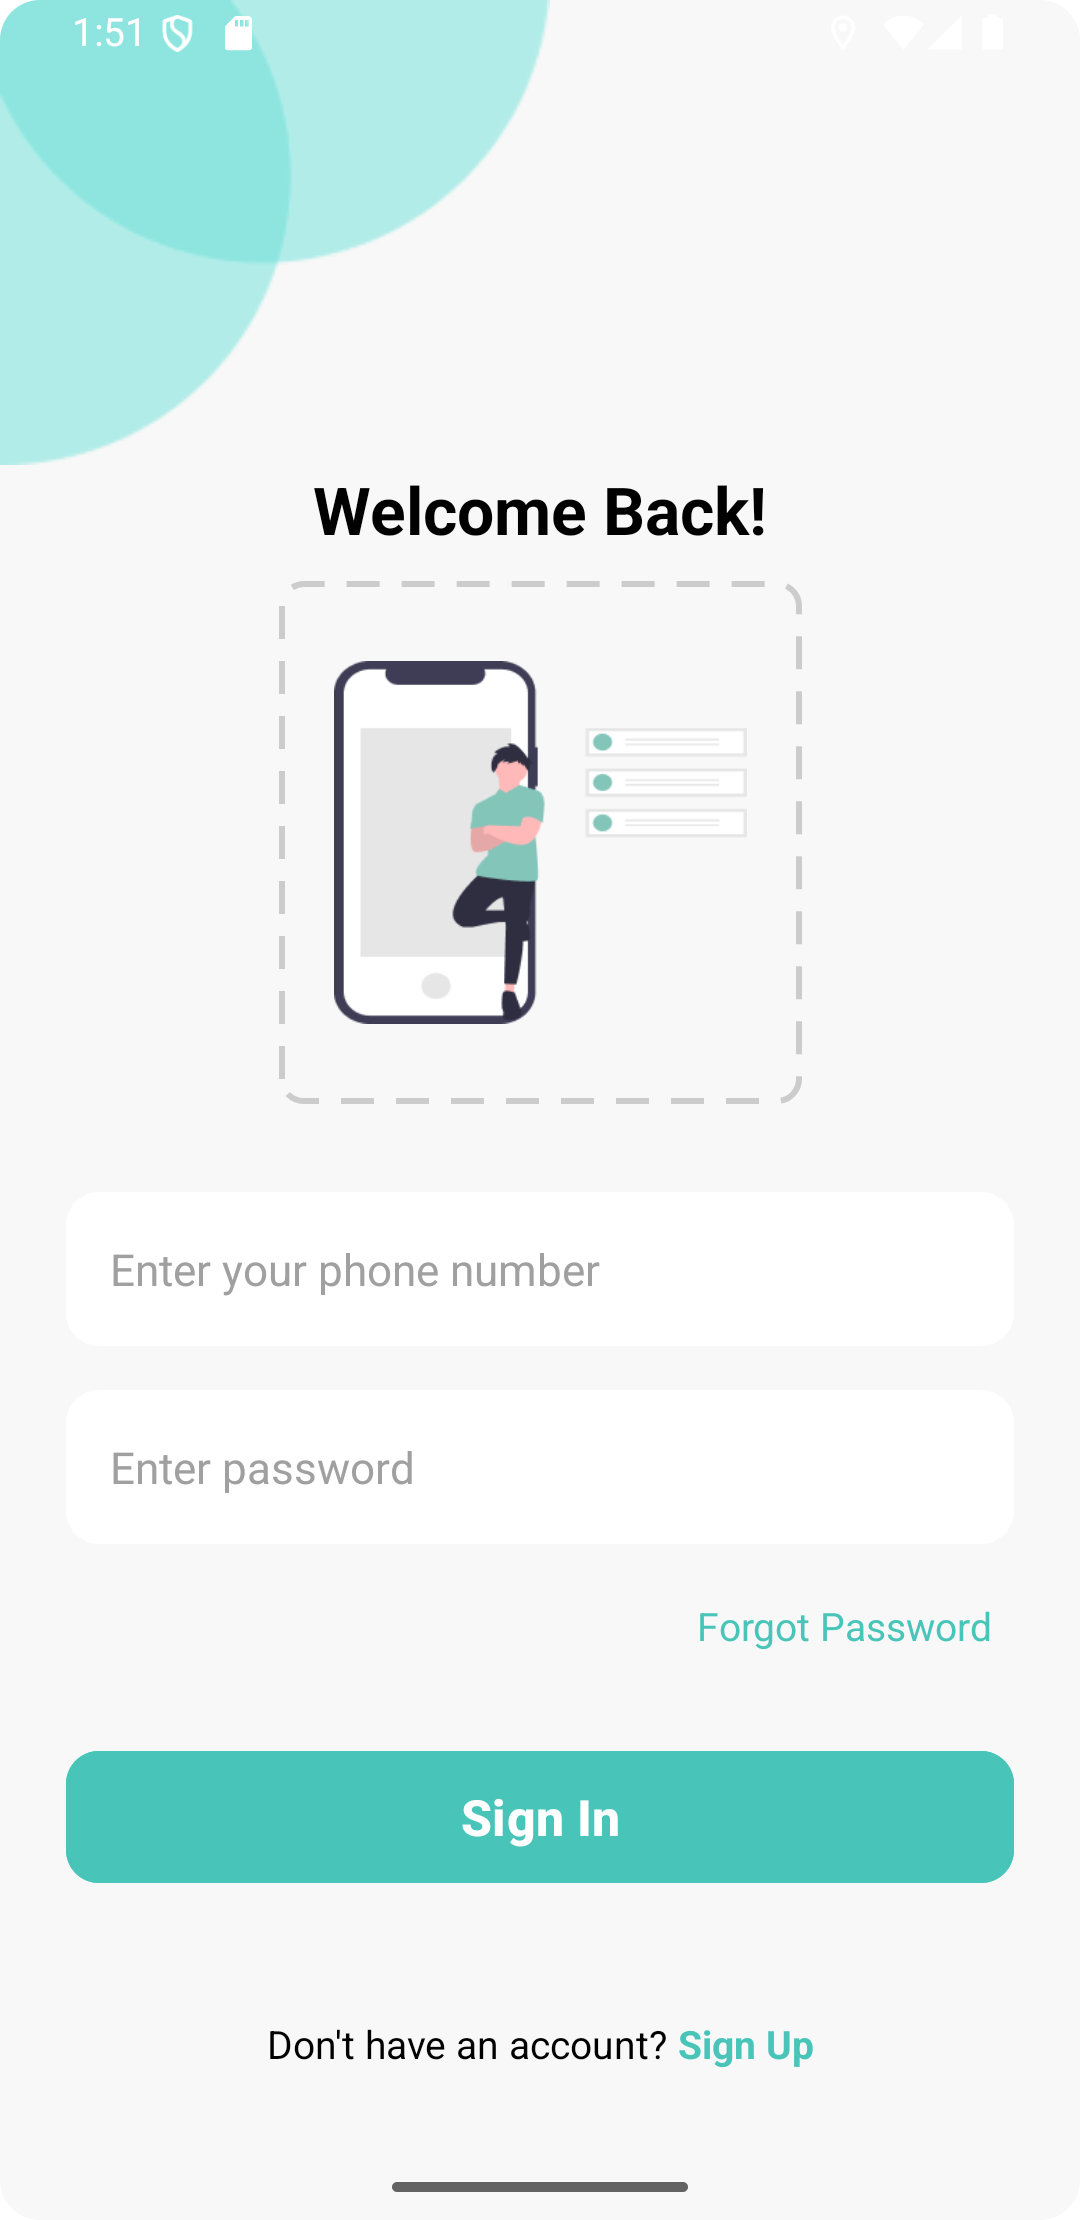 1:51
Welcome Back!
Enter your phone number
Enter password
Forgot Password
Sign In
Don't have an account? Sign Up